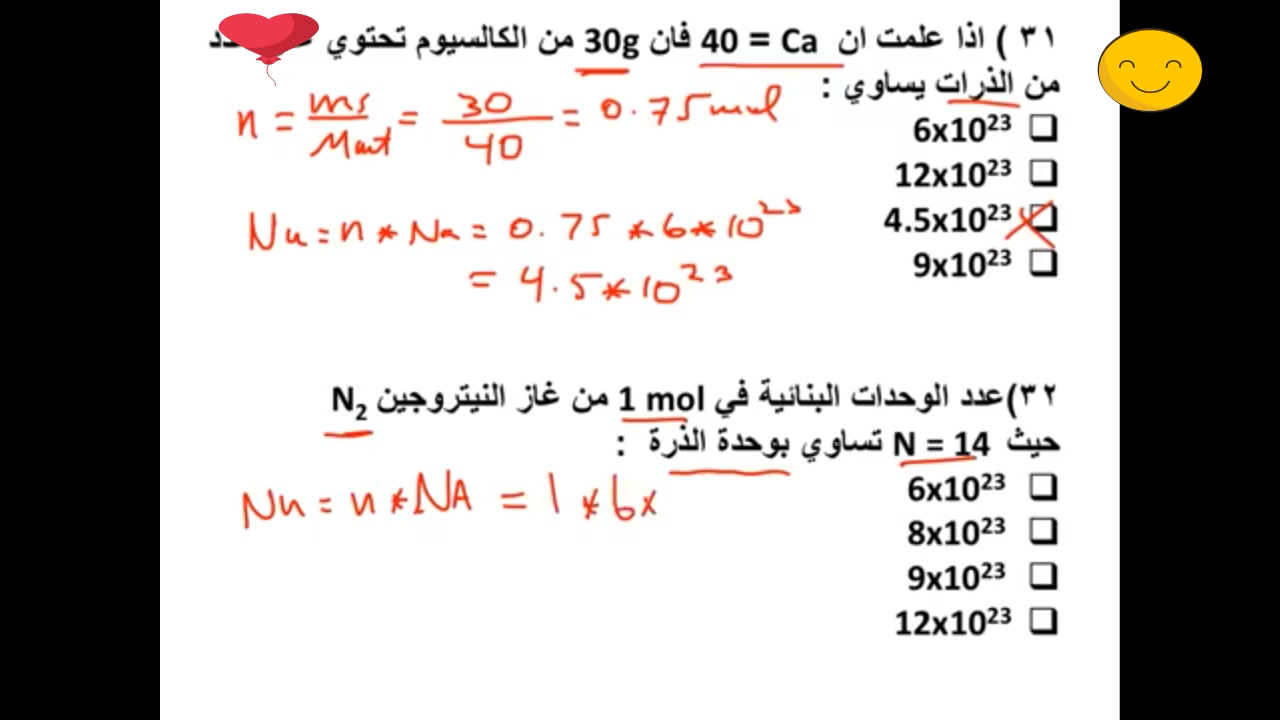 ٣١ ) اذا علمت ان Ca = 40 فان 30g من الكالسيوم تحتوي
من الذرات يساوي :
n = ms/Mwt = 30/40 = 0.75 mol
6x10²³
12x10²³
4.5x10²³
9x10²³
Nu = n * Na = 0.75 * 6 * 10²³
= 4.5 * 10²³
٣٢)عدد الوحدات البنائية في 1 mol من غاز النيتروجين N₂
حيث N = 14 تساوي بوحدة الذرة :
Nu = n * NA = 1 * 6x
6x10²³
8x10²³
9x10²³
12x10²³